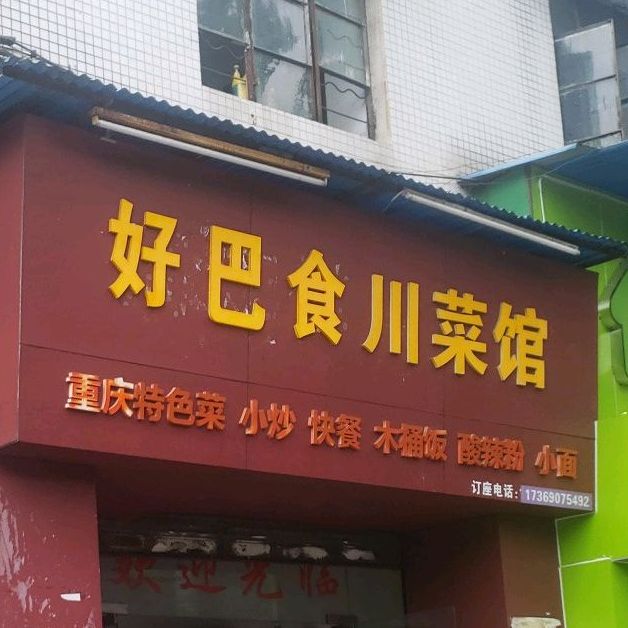 好巴食川菜馆
重庆特色菜 小炒 快餐 木桶饭 酸辣粉 小面
订座电话：17369075492
欢迎光临